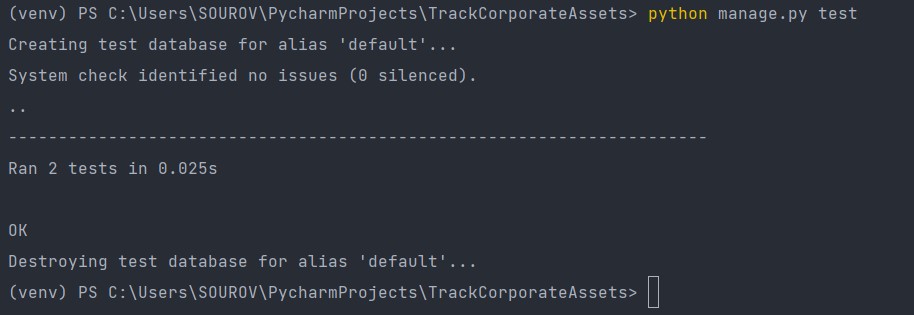 (venv) PS C:\Users\SOUROV\PycharmProjects\TrackCorporateAssets> python manage.py test
Creating test database for alias 'default'...
System check identified no issues (0 silenced).
..
----------------------------------------------------------------------
Ran 2 tests in 0.025s

OK
Destroying test database for alias 'default'...
(venv) PS C:\Users\SOUROV\PycharmProjects\TrackCorporateAssets>